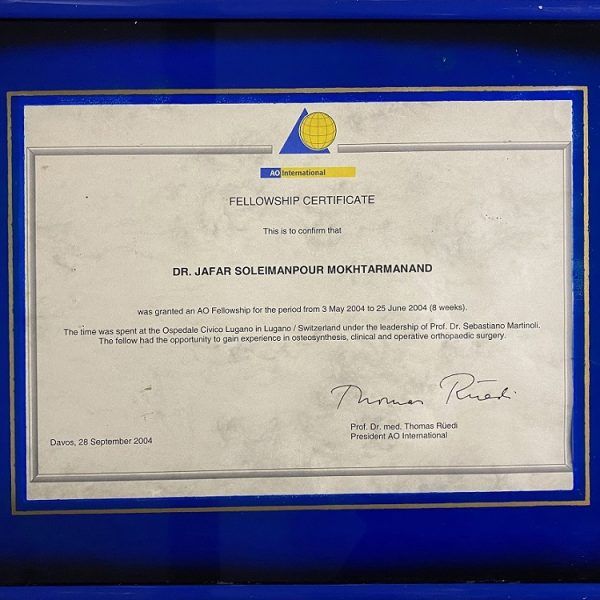 AO International
FELLOWSHIP CERTIFICATE
This is to confirm that
DR. JAFAR SOLEIMANPOUR MOKHTARMANAND
was granted an AO Fellowship for the period from 3 May 2004 to 25 June 2004 (8 weeks).
The time was spent at the Ospedale Civico Lugano in Lugano / Switzerland under the leadership of Prof. Dr. Sebastiano Martinoli.
The fellow had the opportunity to gain experience in osteosynthesis, clinical and operative orthopaedic surgery.
Thomas Rüedi
Prof. Dr. med. Thomas Rüedi
President AO International
Davos, 28 September 2004